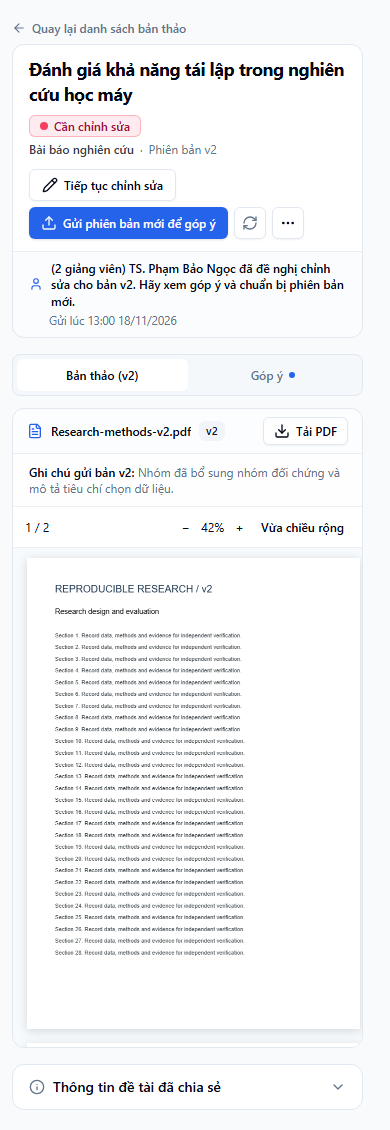 Quay lại danh sách bản thảo
Đánh giá khả năng tái lập trong nghiên
cứu học máy
Cần chỉnh sửa
Bài báo nghiên cứu · Phiên bản v2
Tiếp tục chỉnh sửa
Gửi phiên bản mới để góp ý
(2 giảng viên) TS. Phạm Bảo Ngọc đã đề nghị chỉnh
sửa cho bản v2. Hãy xem góp ý và chuẩn bị phiên bản
mới.
Gửi lúc 13:00 18/11/2026
Bản thảo (v2)
Góp ý
Research-methods-v2.pdf v2
Tải PDF
Ghi chú gửi bản v2: Nhóm đã bổ sung nhóm đối chứng và
mô tả tiêu chí chọn dữ liệu.
1 / 2 − 42% + Vừa chiều rộng
REPRODUCIBLE RESEARCH / v2
Research design and evaluation
Section 1. Record data, methods and evidence for independent verification.
Section 2. Record data, methods and evidence for independent verification.
Section 3. Record data, methods and evidence for independent verification.
Section 4. Record data, methods and evidence for independent verification.
Section 5. Record data, methods and evidence for independent verification.
Section 6. Record data, methods and evidence for independent verification.
Section 7. Record data, methods and evidence for independent verification.
Section 8. Record data, methods and evidence for independent verification.
Section 9. Record data, methods and evidence for independent verification.
Section 10. Record data, methods and evidence for independent verification.
Section 11. Record data, methods and evidence for independent verification.
Section 12. Record data, methods and evidence for independent verification.
Section 13. Record data, methods and evidence for independent verification.
Section 14. Record data, methods and evidence for independent verification.
Section 15. Record data, methods and evidence for independent verification.
Section 16. Record data, methods and evidence for independent verification.
Section 17. Record data, methods and evidence for independent verification.
Section 18. Record data, methods and evidence for independent verification.
Section 19. Record data, methods and evidence for independent verification.
Section 20. Record data, methods and evidence for independent verification.
Section 21. Record data, methods and evidence for independent verification.
Section 22. Record data, methods and evidence for independent verification.
Section 23. Record data, methods and evidence for independent verification.
Section 24. Record data, methods and evidence for independent verification.
Section 25. Record data, methods and evidence for independent verification.
Section 26. Record data, methods and evidence for independent verification.
Section 27. Record data, methods and evidence for independent verification.
Section 28. Record data, methods and evidence for independent verification.
Thông tin đề tài đã chia sẻ